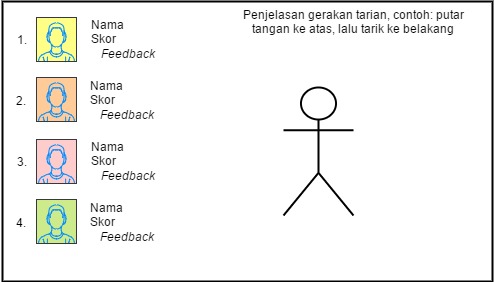 1.
Nama
Skor
Feedback
2.
Nama
Skor
Feedback
3.
Nama
Skor
Feedback
4.
Nama
Skor
Feedback
Penjelasan gerakan tarian, contoh: putar
tangan ke atas, lalu tarik ke belakang